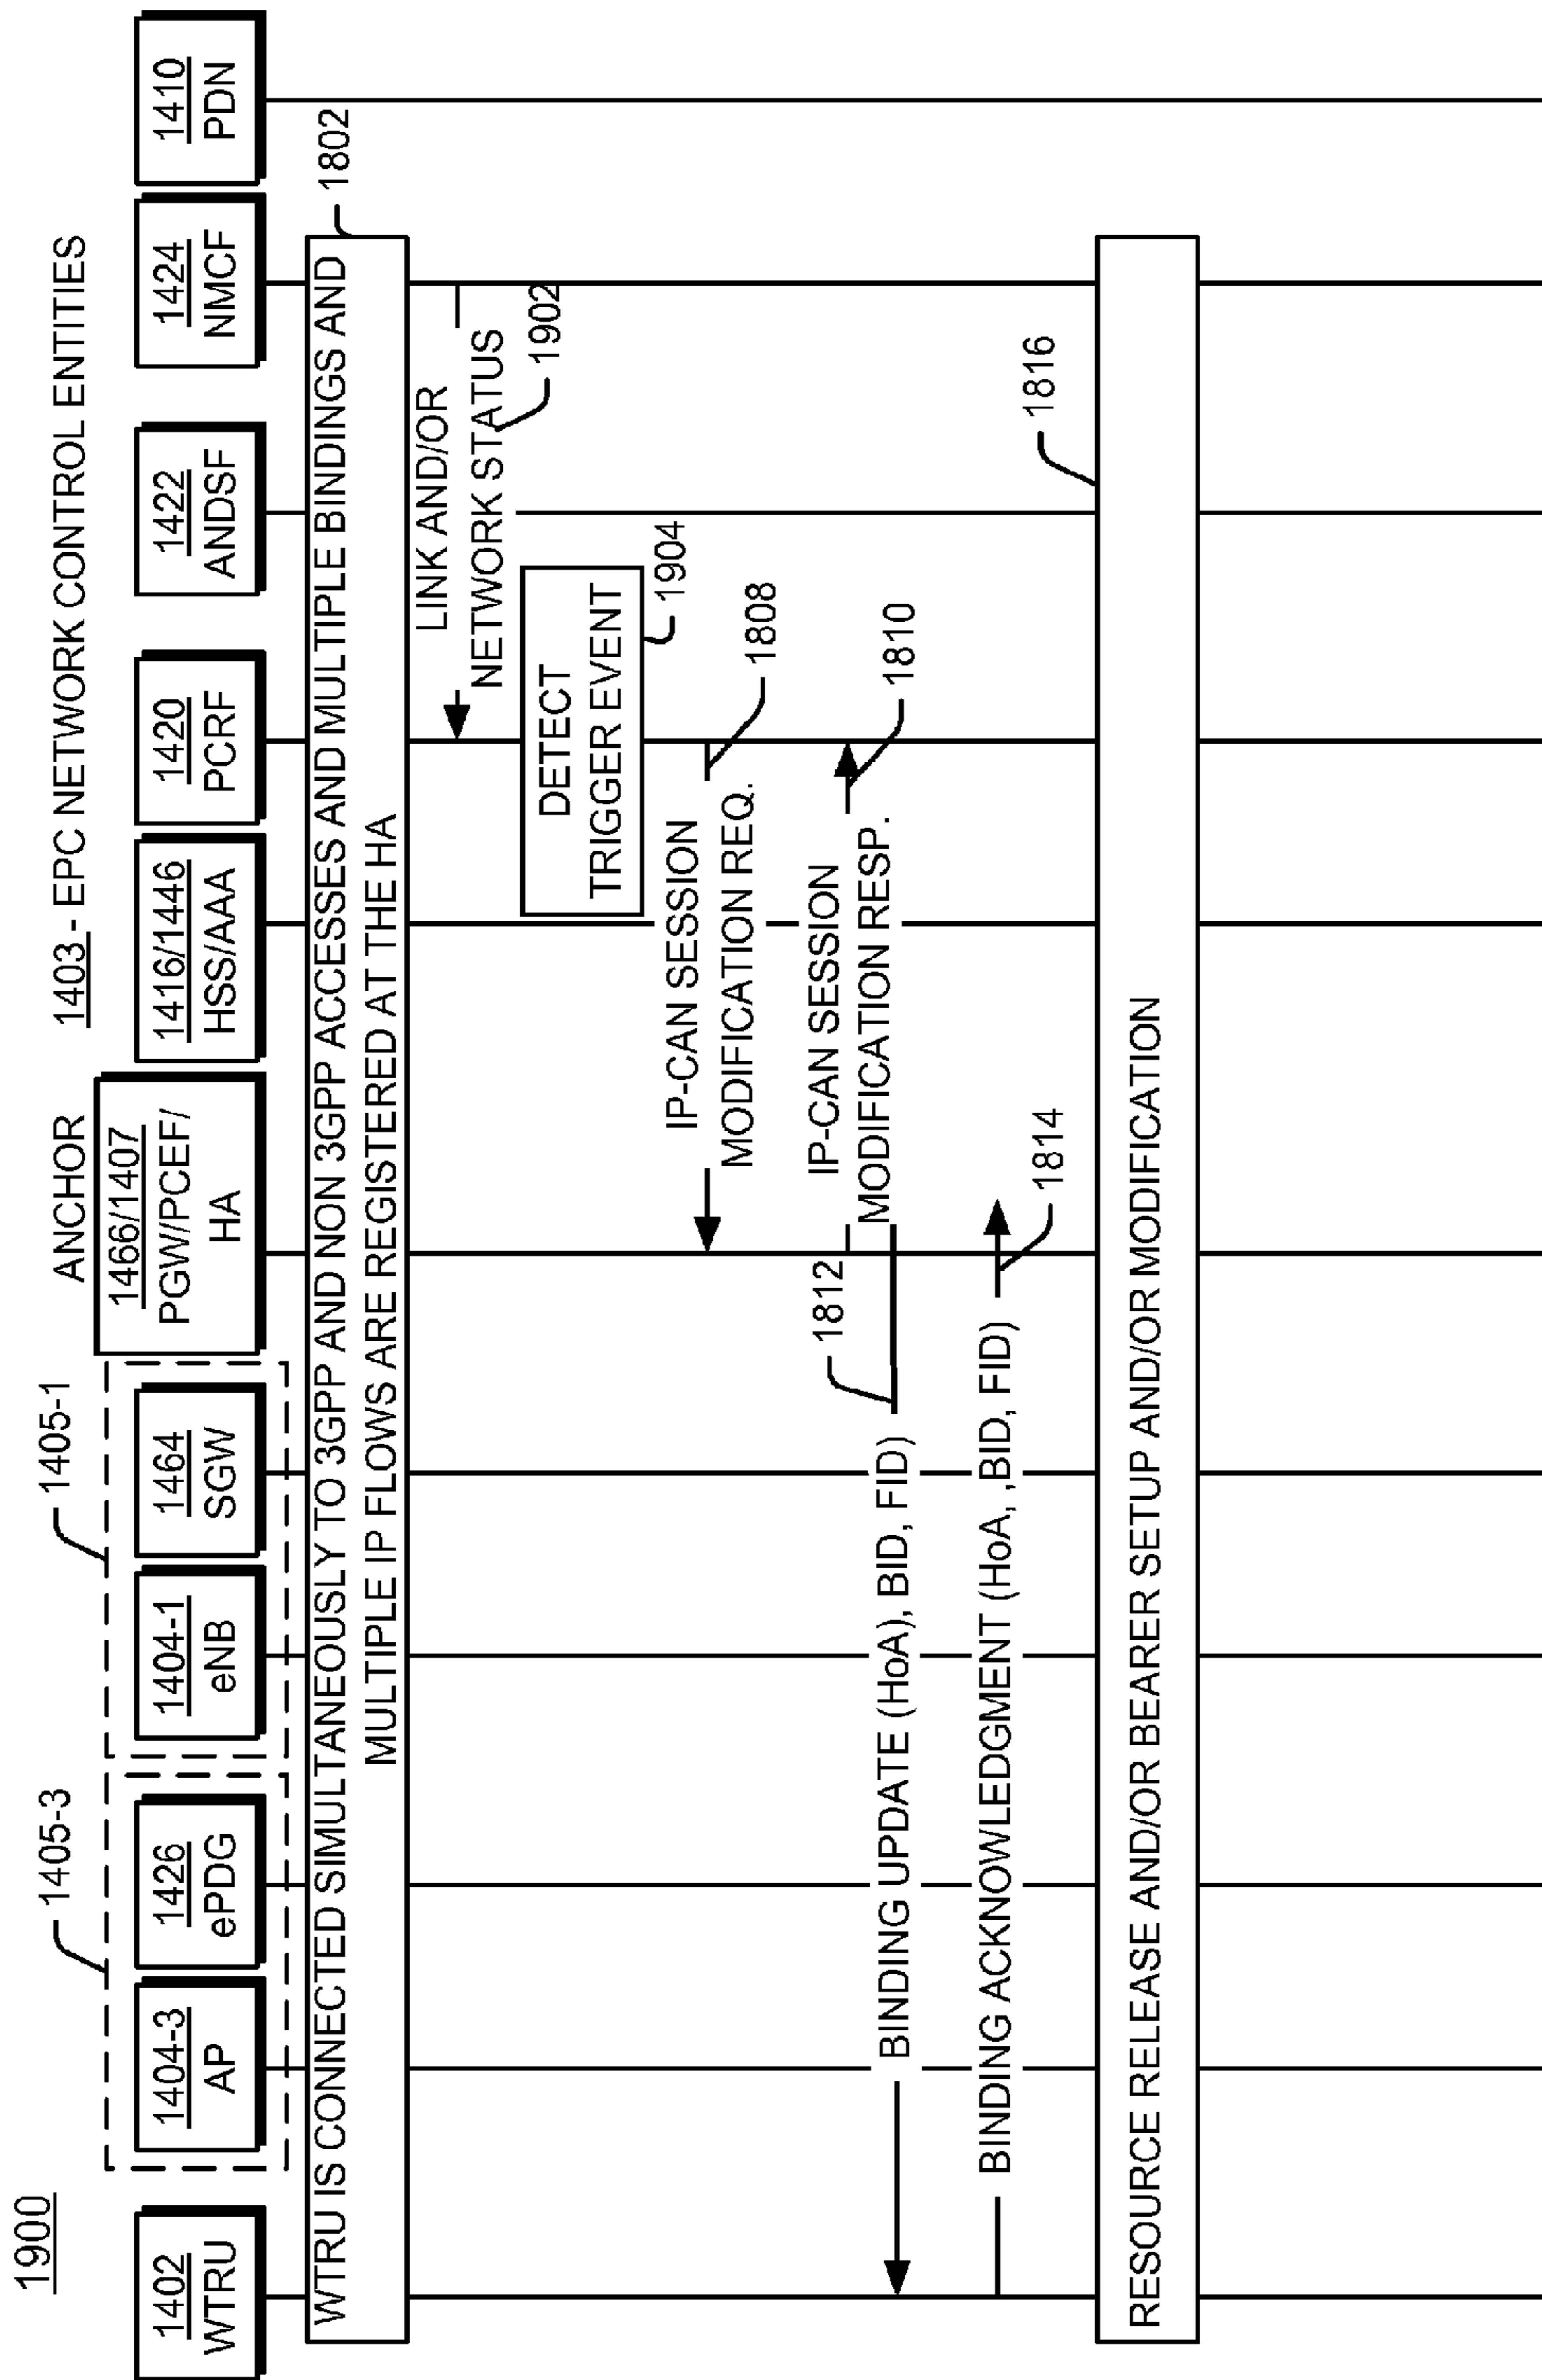 1900
1403 - EPC NETWORK CONTROL ENTITIES
1405-3
1405-1
ANCHOR
1402
WTRU
1404-3
AP
1426
ePDG
1404-1
eNB
1464
SGW
1466/1407
PGW/PCEF/
HA
1416/1446
HSS/AAA
1420
PCRF
1422
ANDSF
1424
NMCF
1410
PDN
WTRU IS CONNECTED SIMULTANEOUSLY TO 3GPP AND NON 3GPP ACCESSES AND MULTIPLE BINDINGS AND
MULTIPLE IP FLOWS ARE REGISTERED AT THE HA
1802
LINK AND/OR
NETWORK STATUS
1902
DETECT
TRIGGER EVENT
1904
IP-CAN SESSION
MODIFICATION REQ.
1808
IP-CAN SESSION
MODIFICATION RESP.
1810
1812
BINDING UPDATE (HoA), BID, FID)
BINDING ACKNOWLEDGMENT (HoA, ,BID, FID)
1814
1816
RESOURCE RELEASE AND/OR BEARER SETUP AND/OR MODIFICATION